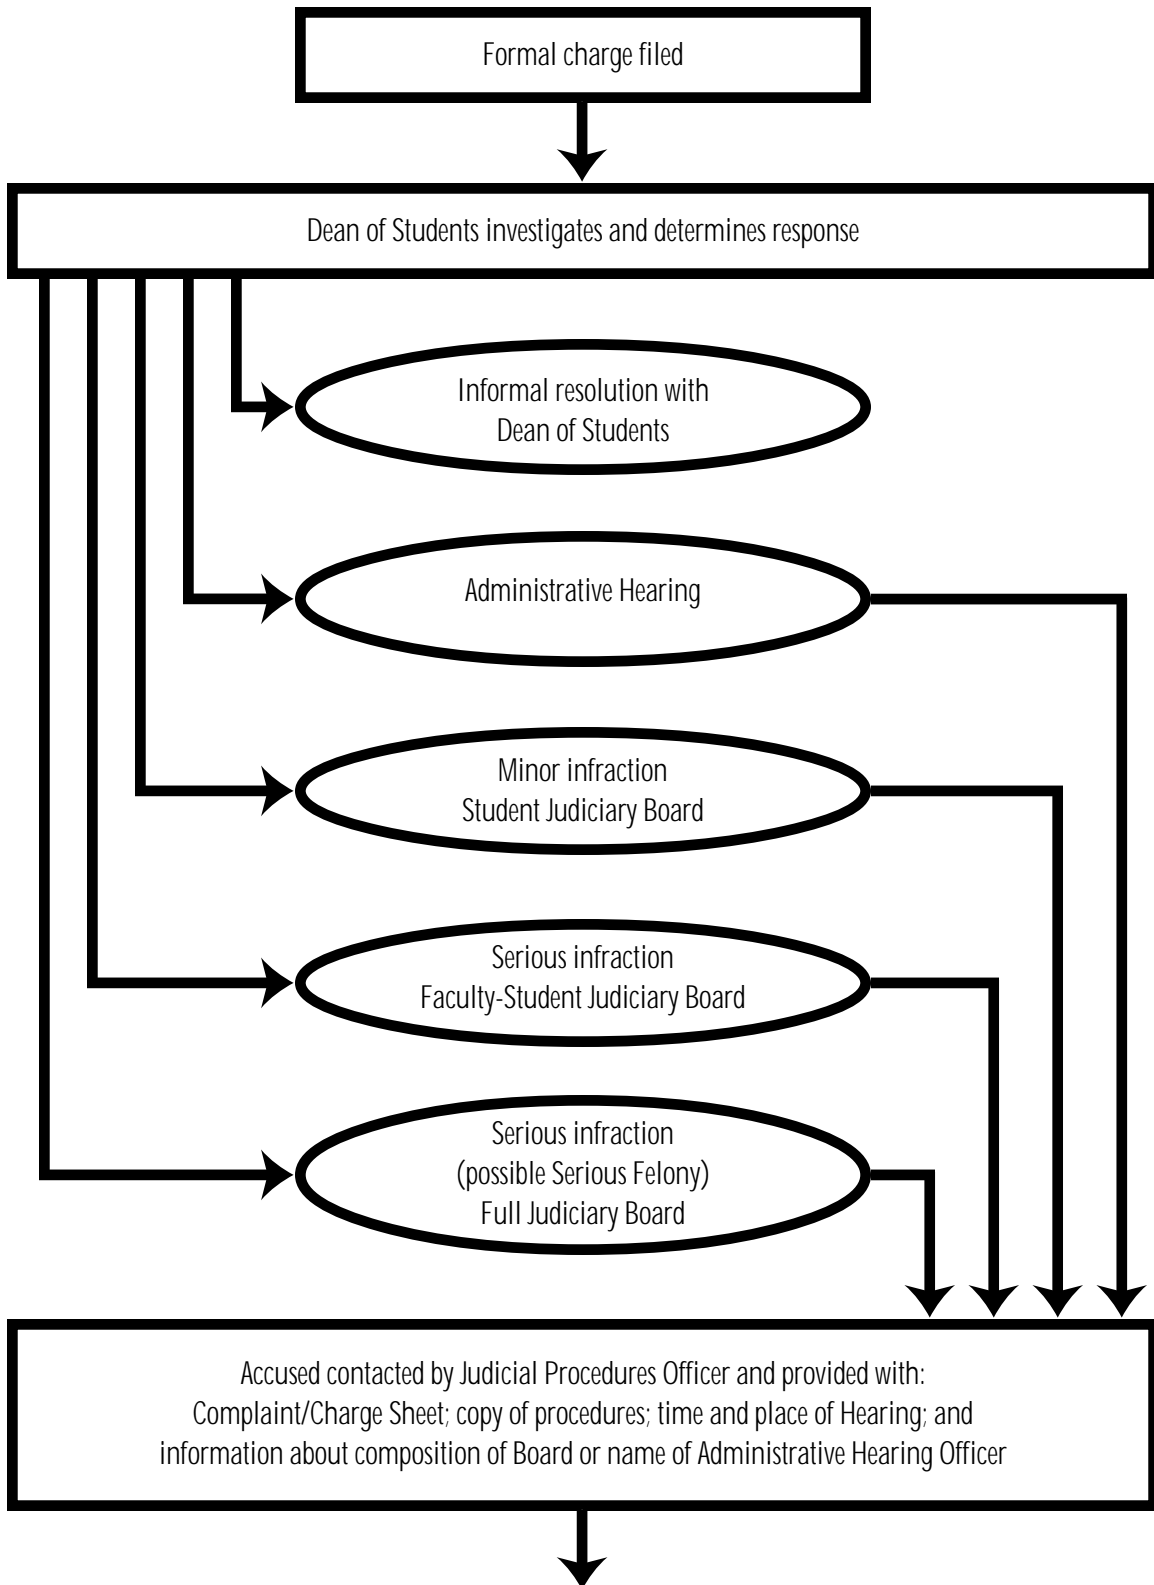 Formal charge filed
Dean of Students investigates and determines response
Informal resolution with
Dean of Students
Administrative Hearing
Minor infraction
Student Judiciary Board
Serious infraction
Faculty-Student Judiciary Board
Serious infraction
(possible Serious Felony)
Full Judiciary Board
Accused contacted by Judicial Procedures Officer and provided with:
Complaint/Charge Sheet; copy of procedures; time and place of Hearing; and
information about composition of Board or name of Administrative Hearing Officer